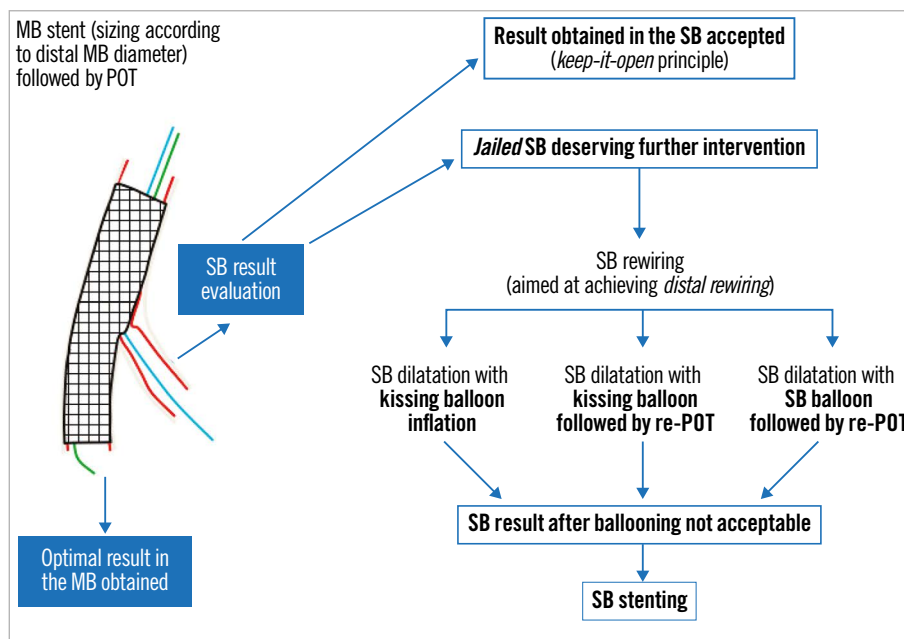 MB stent (sizing according
to distal MB diameter)
followed by POT
Result obtained in the SB accepted
(keep-it-open principle)
Jailed SB deserving further intervention
SB result
evaluation
SB rewiring
(aimed at achieving distal rewiring)
SB dilatation with
kissing balloon
inflation
SB dilatation with
kissing balloon
followed by re-POT
SB dilatation with
SB balloon
followed by re-POT
SB result after ballooning not acceptable
Optimal result in
the MB obtained
SB stenting